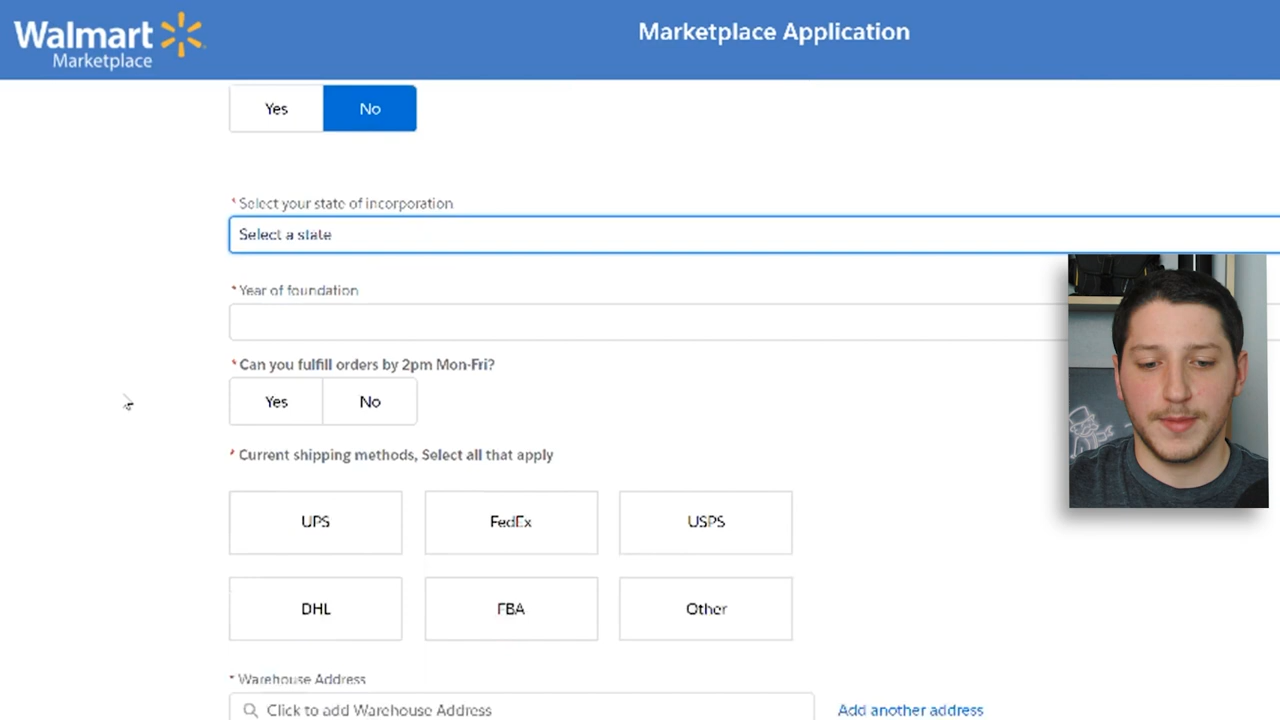 Walmart
Marketplace
Marketplace Application
Yes
No
* Select your state of incorporation
Select a state
* Year of foundation
* Can you fulfill orders by 2pm Mon-Fri?
Yes
No
* Current shipping methods, Select all that apply
UPS
FedEx
USPS
DHL
FBA
Other
* Warehouse Address
Click to add Warehouse Address
Add another address